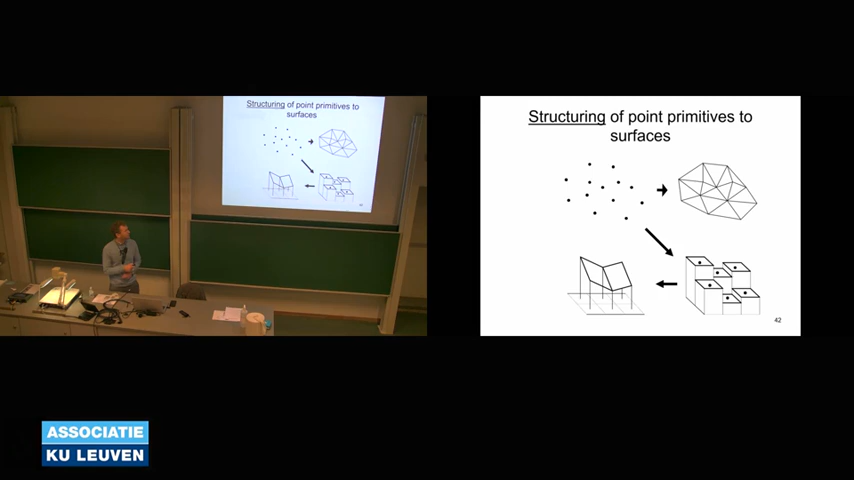 Structuring of point primitives to
surfaces
Structuring of point primitives to
surfaces
42
ASSOCIATIE
KU LEUVEN